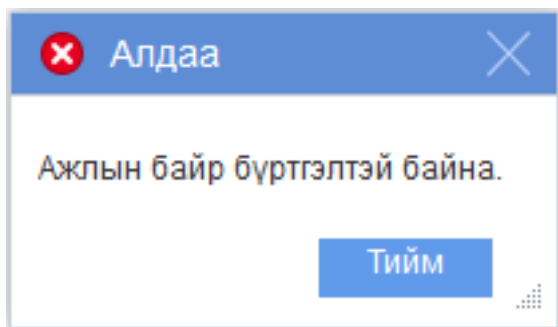 Алдаа
Ажлын байр бүртгэлтэй байна.
Тийм